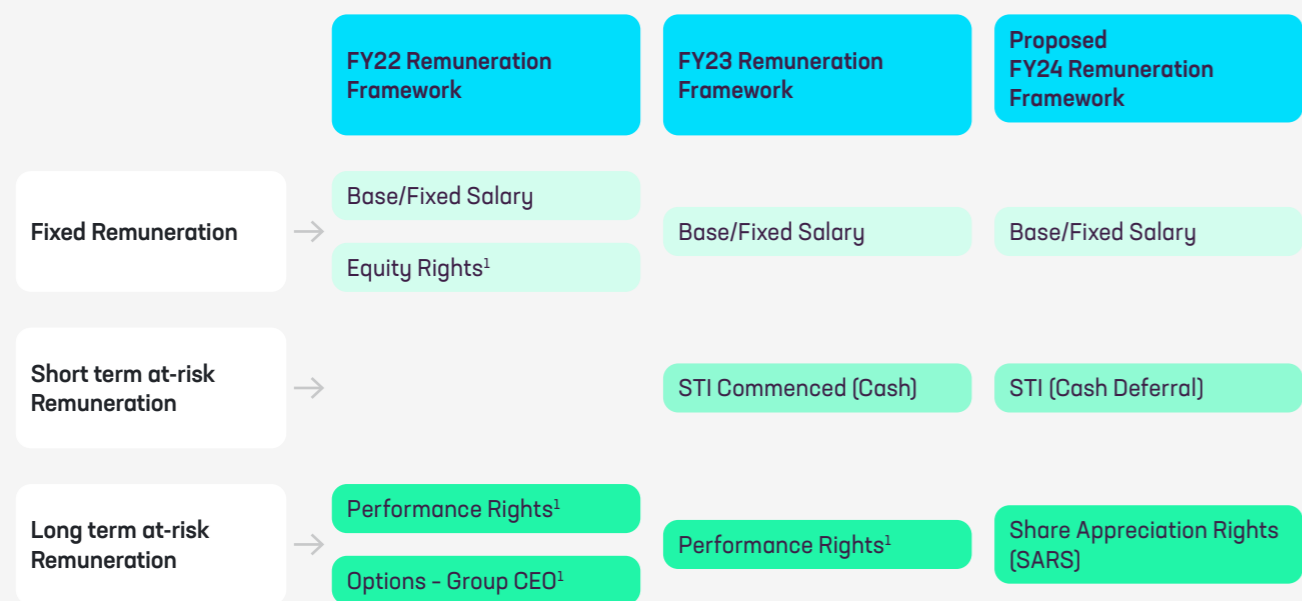 FY22 Remuneration
Framework
FY23 Remuneration
Framework
Proposed
FY24 Remuneration
Framework
Fixed Remuneration
Base/Fixed Salary
Equity Rights¹
Base/Fixed Salary
Base/Fixed Salary
Short term at-risk
Remuneration
STI Commenced (Cash)
STI (Cash Deferral)
Long term at-risk
Remuneration
Performance Rights¹
Options – Group CEO¹
Performance Rights¹
Share Appreciation Rights
(SARS)